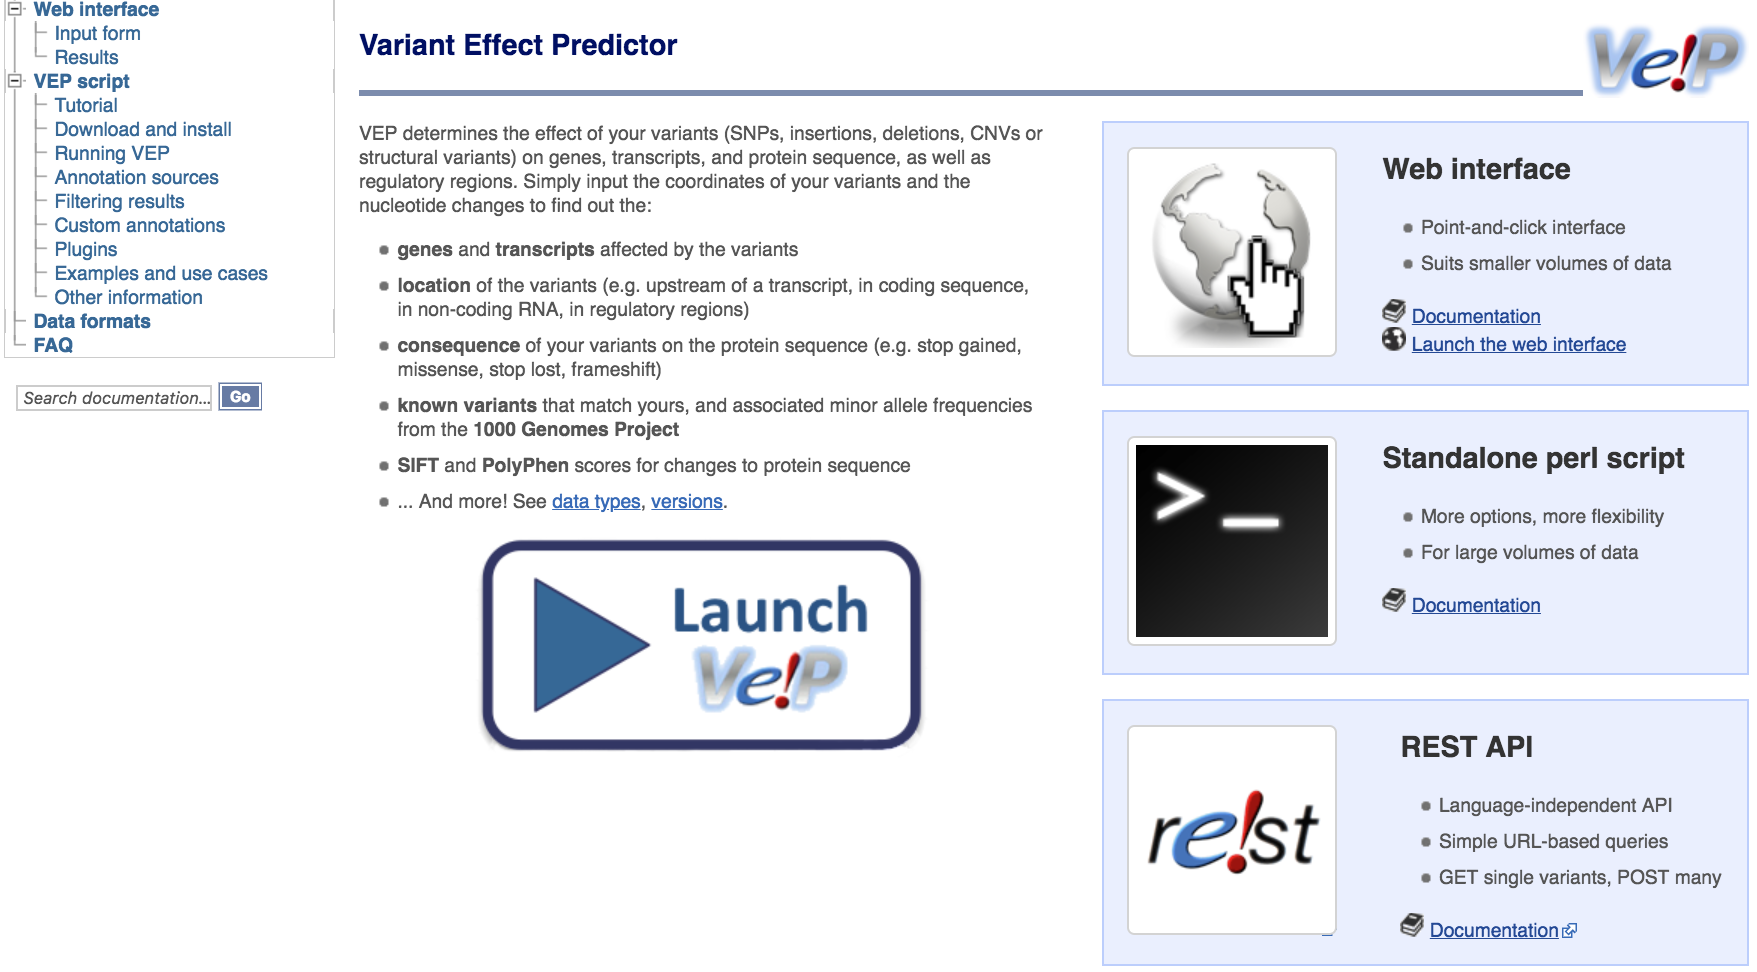 Web interface
Input form
Results
VEP script
Tutorial
Download and install
Running VEP
Annotation sources
Filtering results
Custom annotations
Plugins
Examples and use cases
Other information
Data formats
FAQ
Search documentation... Go
Variant Effect Predictor
Ve!P
VEP determines the effect of your variants (SNPs, insertions, deletions, CNVs or
structural variants) on genes, transcripts, and protein sequence, as well as
regulatory regions. Simply input the coordinates of your variants and the
nucleotide changes to find out the:
genes and transcripts affected by the variants
location of the variants (e.g. upstream of a transcript, in coding sequence,
in non-coding RNA, in regulatory regions)
consequence of your variants on the protein sequence (e.g. stop gained,
missense, stop lost, frameshift)
known variants that match yours, and associated minor allele frequencies
from the 1000 Genomes Project
SIFT and PolyPhen scores for changes to protein sequence
... And more! See data types, versions.
Launch
Ve!P
Web interface
Point-and-click interface
Suits smaller volumes of data
Documentation
Launch the web interface
>_
Standalone perl script
More options, more flexibility
For large volumes of data
Documentation
re!st
REST API
Language-independent API
Simple URL-based queries
GET single variants, POST many
Documentation